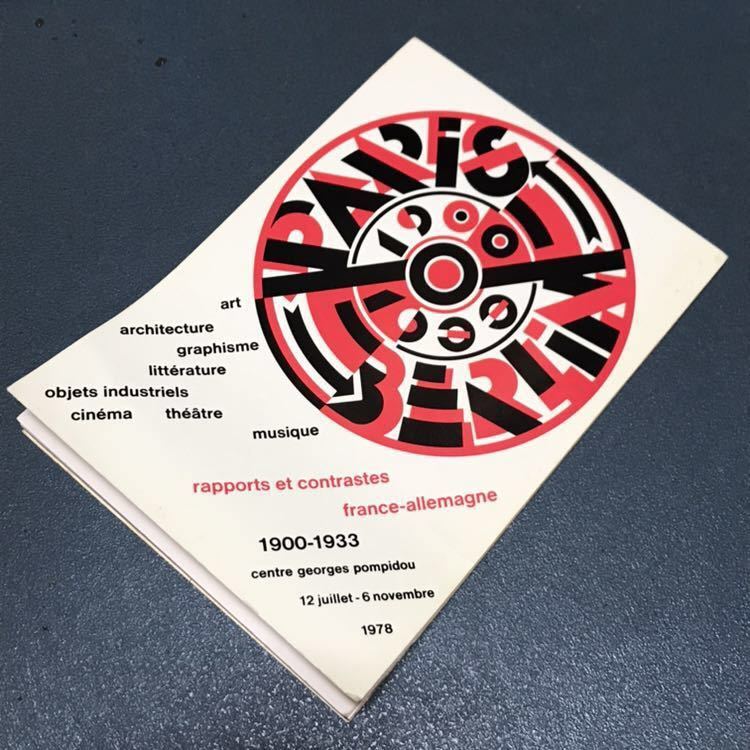 PARiS
1900
1933
BERLiN
art
architecture
graphisme
littérature
objets industriels
cinéma théâtre
musique
rapports et contrastes
france-allemagne
1900-1933
centre georges pompidou
12 juillet - 6 novembre
1978